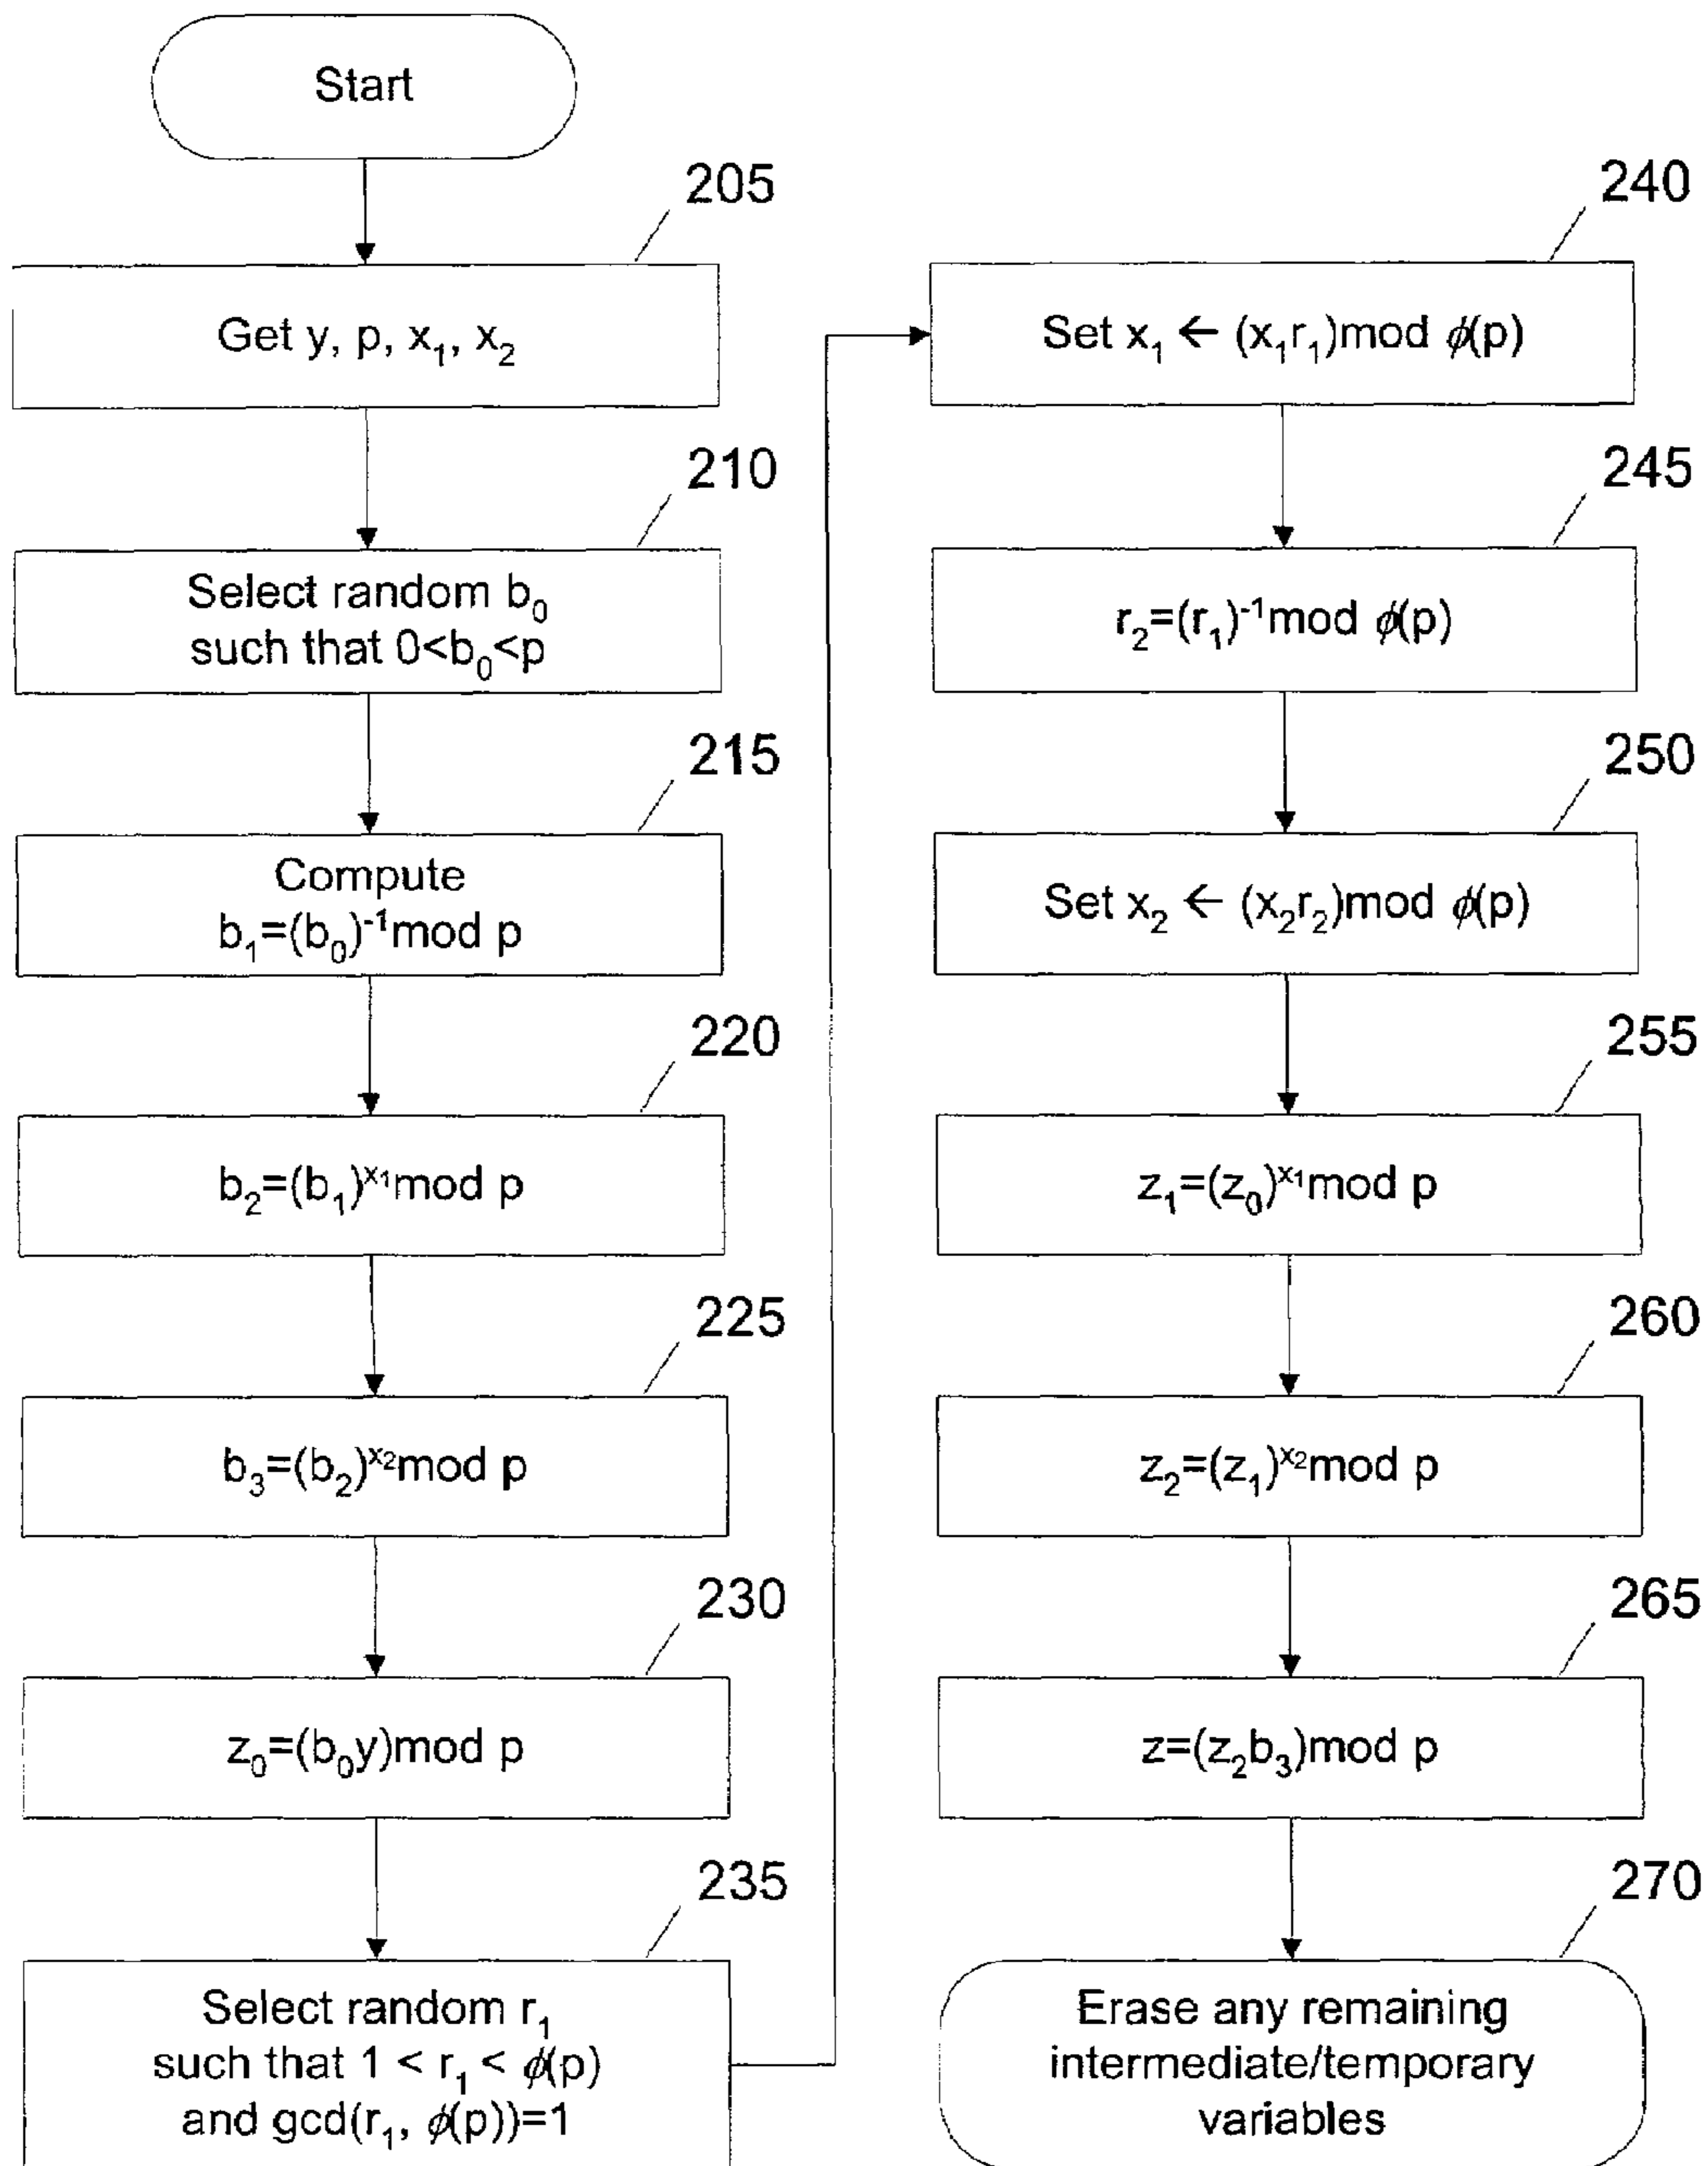 Start
205
Get y, p, x₁, x₂
210
Select random b₀
such that 0<b₀<p
215
Compute
b₁=(b₀)⁻¹mod p
220
b₂=(b₁)ˣ¹mod p
225
b₃=(b₂)ˣ²mod p
230
z₀=(b₀y)mod p
235
Select random r₁
such that 1 < r₁ < ϕ(p)
and gcd(r₁, ϕ(p))=1
240
Set x₁ ← (x₁r₁)mod ϕ(p)
245
r₂=(r₁)⁻¹mod ϕ(p)
250
Set x₂ ← (x₂r₂)mod ϕ(p)
255
z₁=(z₀)ˣ¹mod p
260
z₂=(z₁)ˣ²mod p
265
z=(z₂b₃)mod p
270
Erase any remaining
intermediate/temporary
variables